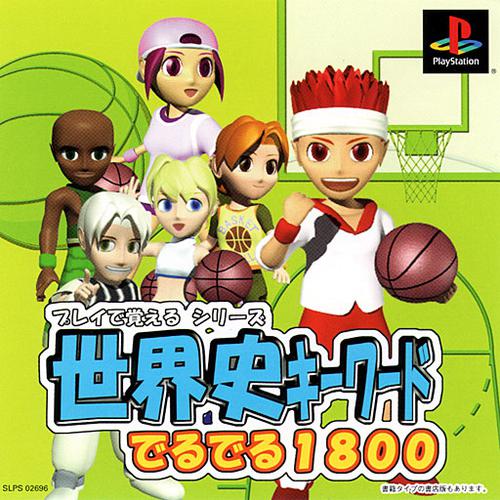 PlayStation
®
BASKET
プレイで覚える シリーズ
世界史キーワード
でるでる1800
SLPS 02696
書籍タイプの書店版もあります。